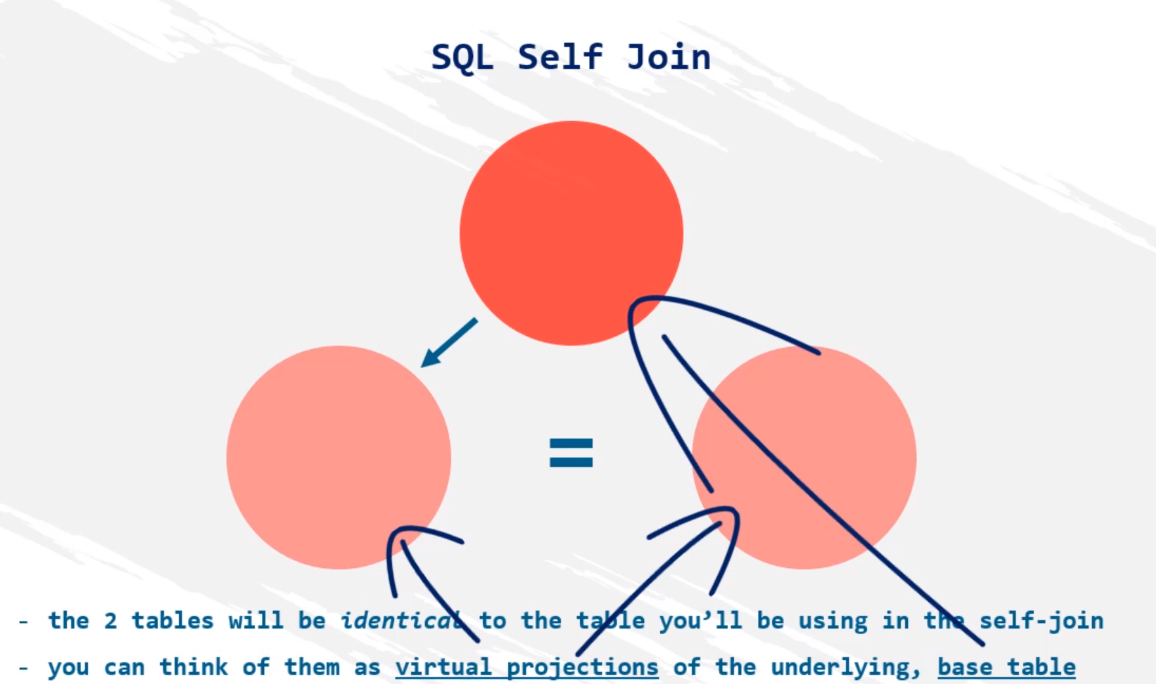 SQL Self Join
=
- the 2 tables will be identical to the table you’ll be using in the self-join
- you can think of them as virtual projections of the underlying, base table